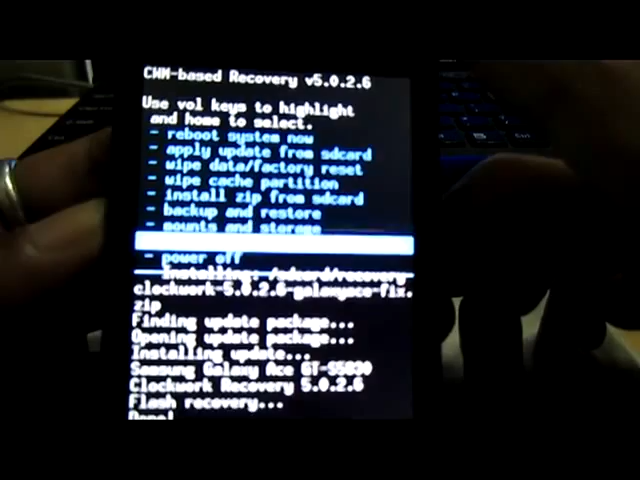 CWM-based Recovery v5.0.2.6
Use vol keys to highlight
and home to select.
- reboot system now
- apply update from sdcard
- wipe data/factory reset
- wipe cache partition
- install zip from sdcard
- backup and restore
- mounts and storage
- power off
Installing: /sdcard/recovery
clockwork-5.0.2.6-galaxyace-fix.
zip
Finding update package...
Opening update package...
Installing update...
Samsung Galaxy Ace GT-S5830
Clockwork Recovery 5.0.2.6
Flash recovery...
Done!